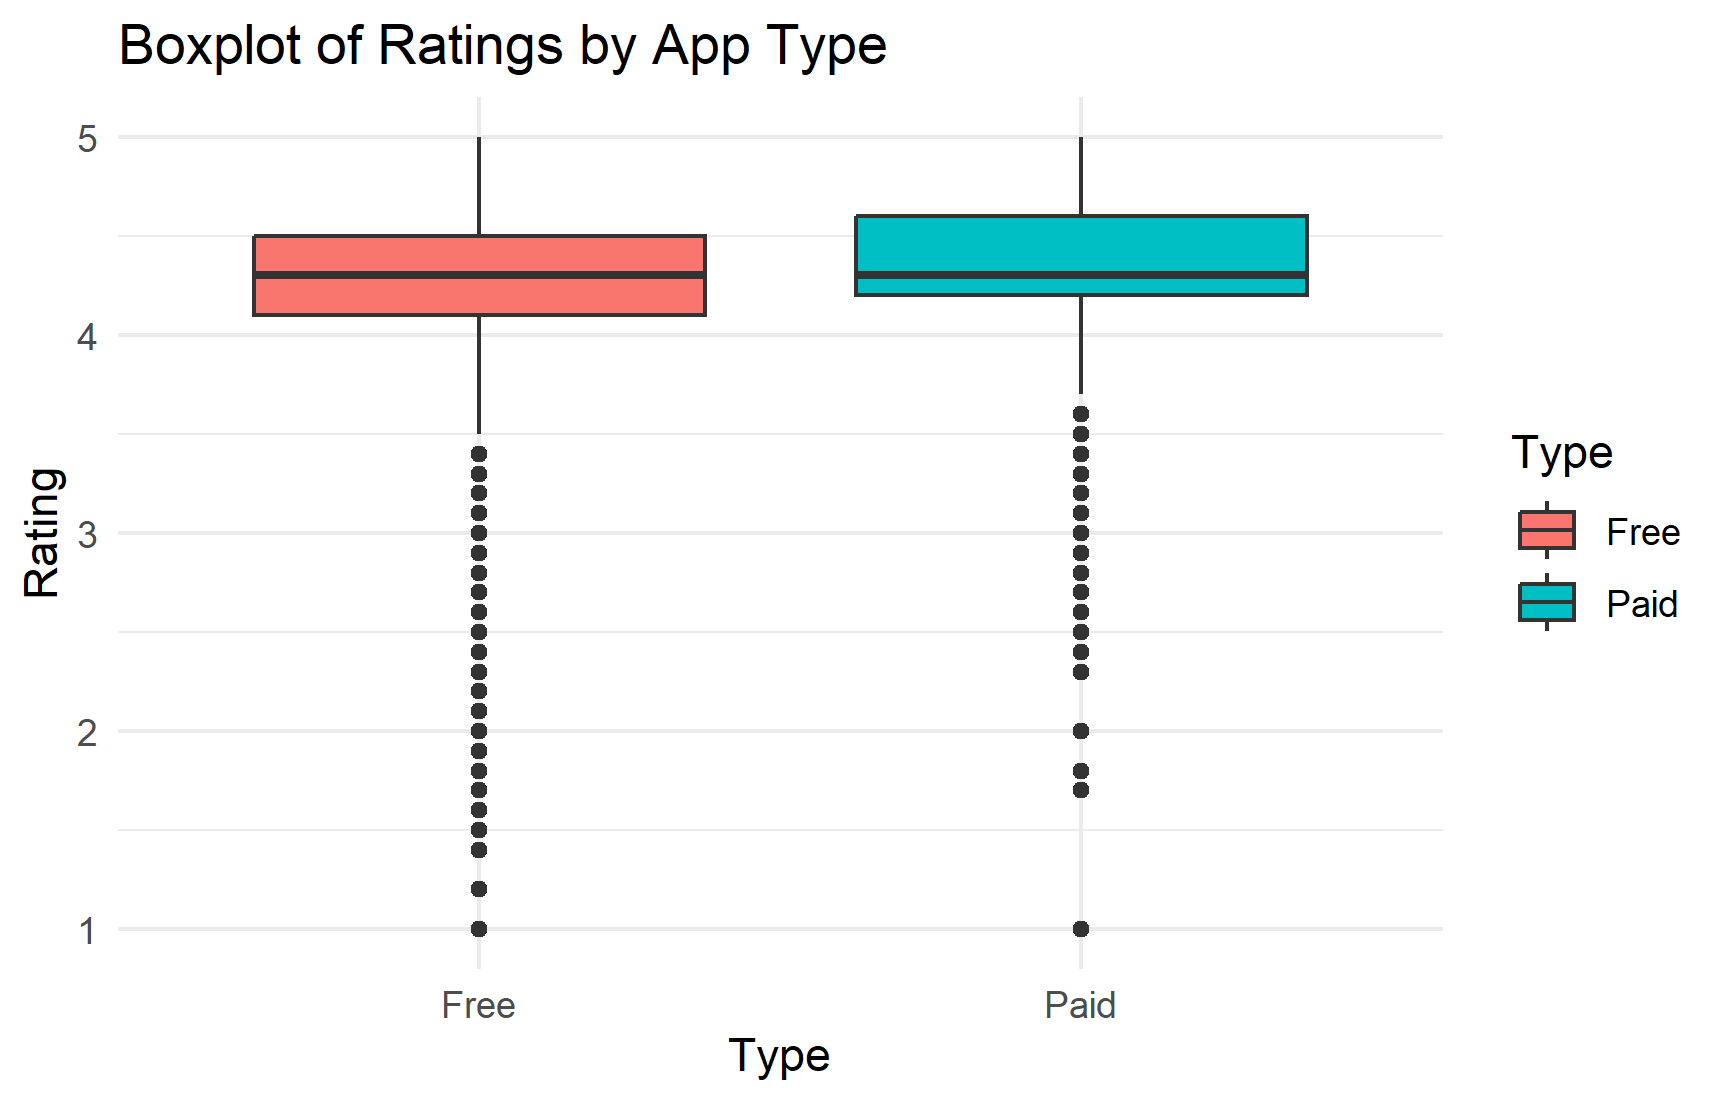 Boxplot of Ratings by App Type
5
4
3
2
1
Rating
Free
Paid
Type
Type
Free
Paid